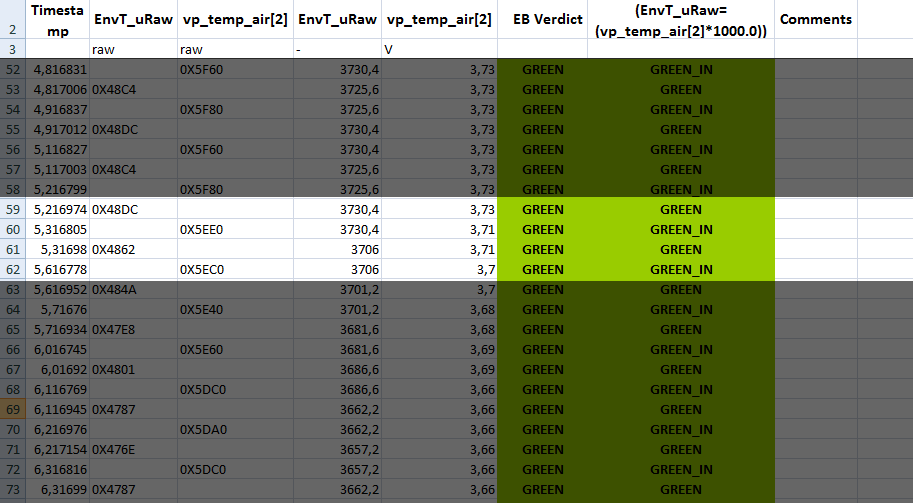 2 Timesta mp EnvT_uRaw vp_temp_air[2] EnvT_uRaw vp_temp_air[2] EB Verdict (EnvT_uRaw= (vp_temp_air[2]*1000.0)) Comments
3 raw raw - V
52 4,816831 0X5F60 3730,4 3,73 GREEN GREEN_IN
53 4,817006 0X48C4 3725,6 3,73 GREEN GREEN
54 4,916837 0X5F80 3725,6 3,73 GREEN GREEN_IN
55 4,917012 0X48DC 3730,4 3,73 GREEN GREEN
56 5,116827 0X5F60 3730,4 3,73 GREEN GREEN_IN
57 5,117003 0X48C4 3725,6 3,73 GREEN GREEN
58 5,216799 0X5F80 3725,6 3,73 GREEN GREEN_IN
59 5,216974 0X48DC 3730,4 3,73 GREEN GREEN
60 5,316805 0X5EE0 3730,4 3,71 GREEN GREEN_IN
61 5,31698 0X4862 3706 3,71 GREEN GREEN
62 5,616778 0X5EC0 3706 3,7 GREEN GREEN_IN
63 5,616952 0X484A 3701,2 3,7 GREEN GREEN
64 5,71676 0X5E40 3701,2 3,68 GREEN GREEN_IN
65 5,716934 0X47E8 3681,6 3,68 GREEN GREEN
66 6,016745 0X5E60 3681,6 3,69 GREEN GREEN_IN
67 6,01692 0X4801 3686,6 3,69 GREEN GREEN
68 6,116769 0X5DC0 3686,6 3,66 GREEN GREEN_IN
69 6,116945 0X4787 3662,2 3,66 GREEN GREEN
70 6,216976 0X5DA0 3662,2 3,66 GREEN GREEN_IN
71 6,217154 0X476E 3657,2 3,66 GREEN GREEN
72 6,316816 0X5DC0 3657,2 3,66 GREEN GREEN_IN
73 6,31699 0X4787 3662,2 3,66 GREEN GREEN